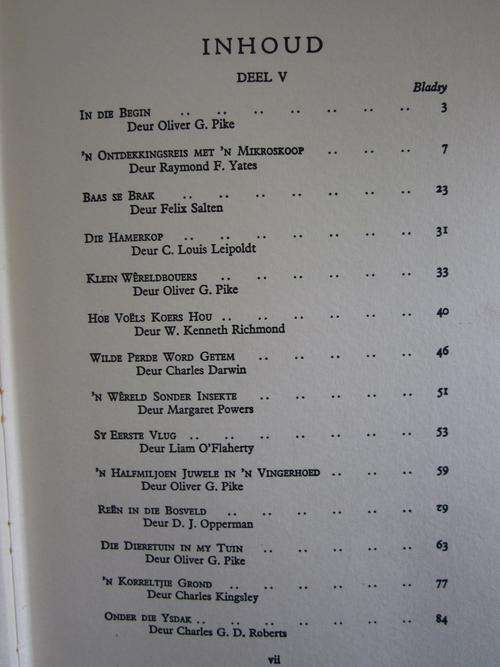 INHOUD
DEEL V
Bladsy
In die Begin .. .. .. .. .. .. .. 3
Deur Oliver G. Pike
'n Ontdekkingsreis met 'n Mikroskoop .. .. .. 7
Deur Raymond F. Yates
Baas se Brak .. .. .. .. .. .. .. 23
Deur Felix Salten
Die Hamerkop .. .. .. .. .. .. .. 31
Deur C. Louis Leipoldt
Klein Wêreldbouers .. .. .. .. .. .. 33
Deur Oliver G. Pike
Hoe Voëls Koers Hou .. .. .. .. .. .. 40
Deur W. Kenneth Richmond
Wilde Perde Word Getem .. .. .. .. .. 46
Deur Charles Darwin
'n Wêreld Sonder Insekte .. .. .. .. .. 51
Deur Margaret Powers
Sy Eerste Vlug .. .. .. .. .. .. .. 53
Deur Liam O'Flaherty
'n Halfmiljoen Juwele in 'n Vingerhoed .. .. .. 59
Deur Oliver G. Pike
Reën in die Bosveld .. .. .. .. .. .. 29
Deur D. J. Opperman
Die Dieretuin in my Tuin .. .. .. .. .. 63
Deur Oliver G. Pike
'n Korreltjie Grond .. .. .. .. .. .. 77
Deur Charles Kingsley
Onder die Ysdak .. .. .. .. .. .. .. 84
Deur Charles G. D. Roberts
vii